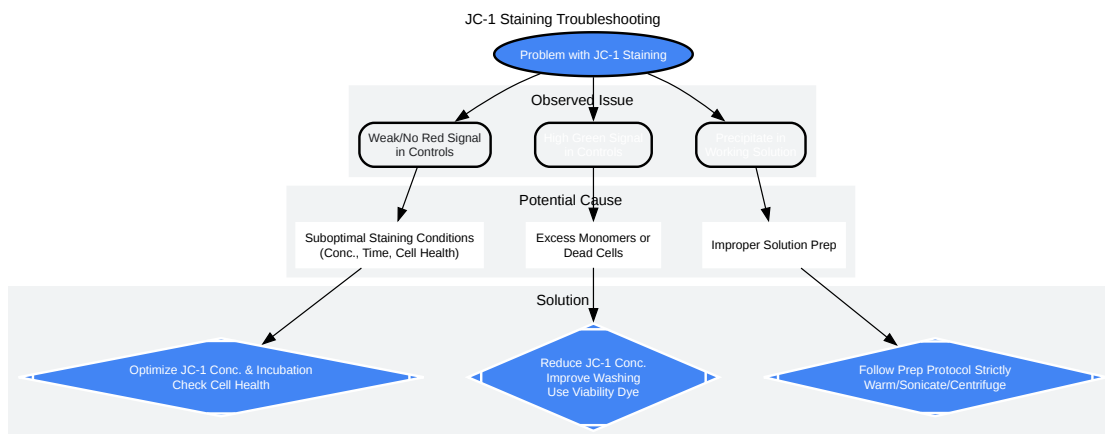 JC-1 Staining Troubleshooting
Problem with JC-1 Staining
Observed Issue
Weak/No Red Signal
in Controls
High Green Signal
in Controls
Precipitate in
Working Solution
Potential Cause
Suboptimal Staining Conditions
(Conc., Time, Cell Health)
Excess Monomers or
Dead Cells
Improper Solution Prep
Solution
Optimize JC-1 Conc. & Incubation
Check Cell Health
Reduce JC-1 Conc.
Improve Washing
Use Viability Dye
Follow Prep Protocol Strictly
Warm/Sonicate/Centrifuge